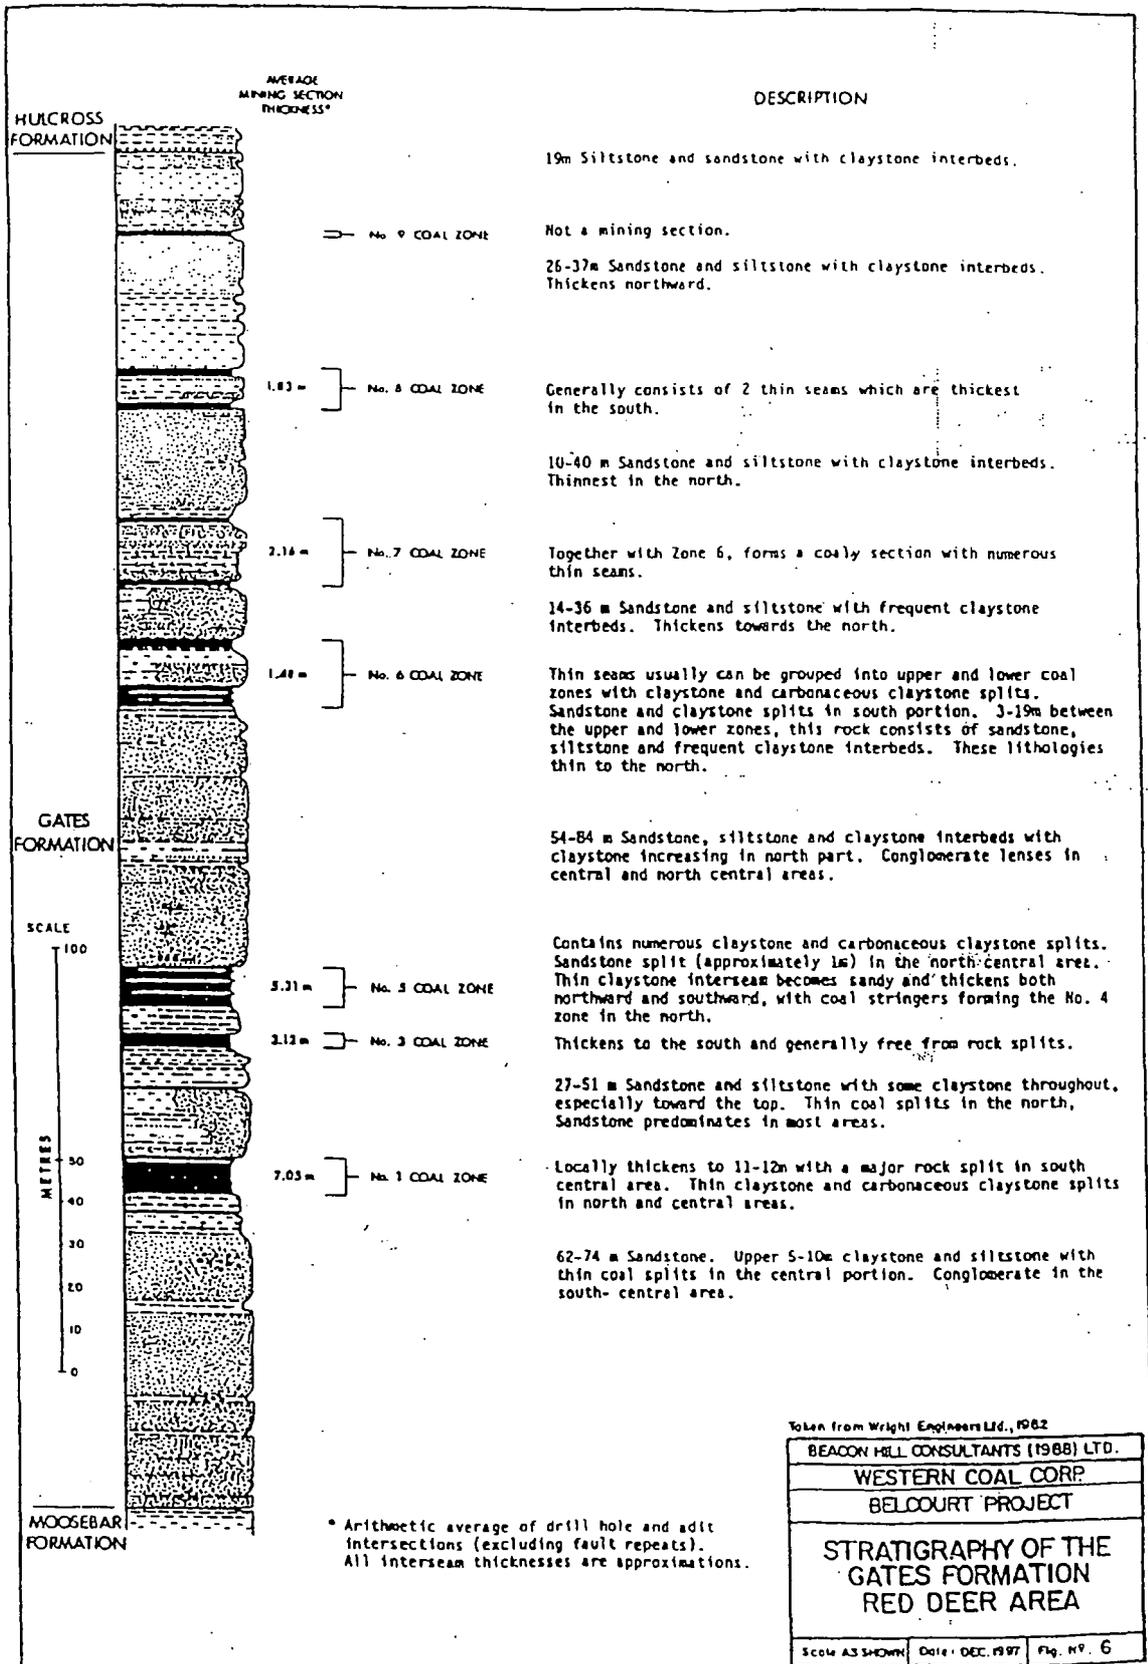 AVERAGE
MINING SECTION
THICKNESS*
DESCRIPTION
HULCROSS
FORMATION
19m Siltstone and sandstone with claystone interbeds.
No. 9 COAL ZONE
Not a mining section.
26-37m Sandstone and siltstone with claystone interbeds.
Thickens northward.
1.83 m
No. 8 COAL ZONE
Generally consists of 2 thin seams which are thickest
in the south.
10-40 m Sandstone and siltstone with claystone interbeds.
Thinnest in the north.
2.16 m
No. 7 COAL ZONE
Together with Zone 6, forms a coaly section with numerous
thin seams.
14-36 m Sandstone and siltstone with frequent claystone
interbeds. Thickens towards the north.
No. 6 COAL ZONE
Thin seams usually can be grouped into upper and lower coal
zones with claystone and carbonaceous claystone splits.
Sandstone and claystone splits in south portion. 3-19m between
the upper and lower zones, this rock consists of sandstone,
siltstone and frequent claystone interbeds. These lithologies
thin to the north.
GATES
FORMATION
54-84 m Sandstone, siltstone and claystone interbeds with
claystone increasing in north part. Conglomerate lenses in
central and north central areas.
SCALE
100
50
40
30
20
10
0
METRES
5.31 m
No. 5 COAL ZONE
Contains numerous claystone and carbonaceous claystone splits.
Sandstone split (approximately 1m) in the north central area.
Thin claystone interseam becomes sandy and thickens both
northward and southward, with coal stringers forming the No. 4
zone in the north.
3.12 m
No. 3 COAL ZONE
Thickens to the south and generally free from rock splits.
27-51 m Sandstone and siltstone with some claystone throughout,
especially toward the top. Thin coal splits in the north,
Sandstone predominates in most areas.
7.03 m
No. 1 COAL ZONE
Locally thickens to 11-12m with a major rock split in south
central area. Thin claystone and carbonaceous claystone splits
in north and central areas.
62-74 m Sandstone. Upper 5-10m claystone and siltstone with
thin coal splits in the central portion. Conglomerate in the
south- central area.
MOOSEBAR
FORMATION
* Arithmetic average of drill hole and adit
intersections (excluding fault repeats).
All interseam thicknesses are approximations.
Taken from Wright Engineers Ltd., 1982
BEACON HILL CONSULTANTS (1988) LTD.
WESTERN COAL CORP.
BELCOURT PROJECT
STRATIGRAPHY OF THE
GATES FORMATION
RED DEER AREA
Scale AS SHOWN
Date: DEC. 1997
Fig. Nº. 6